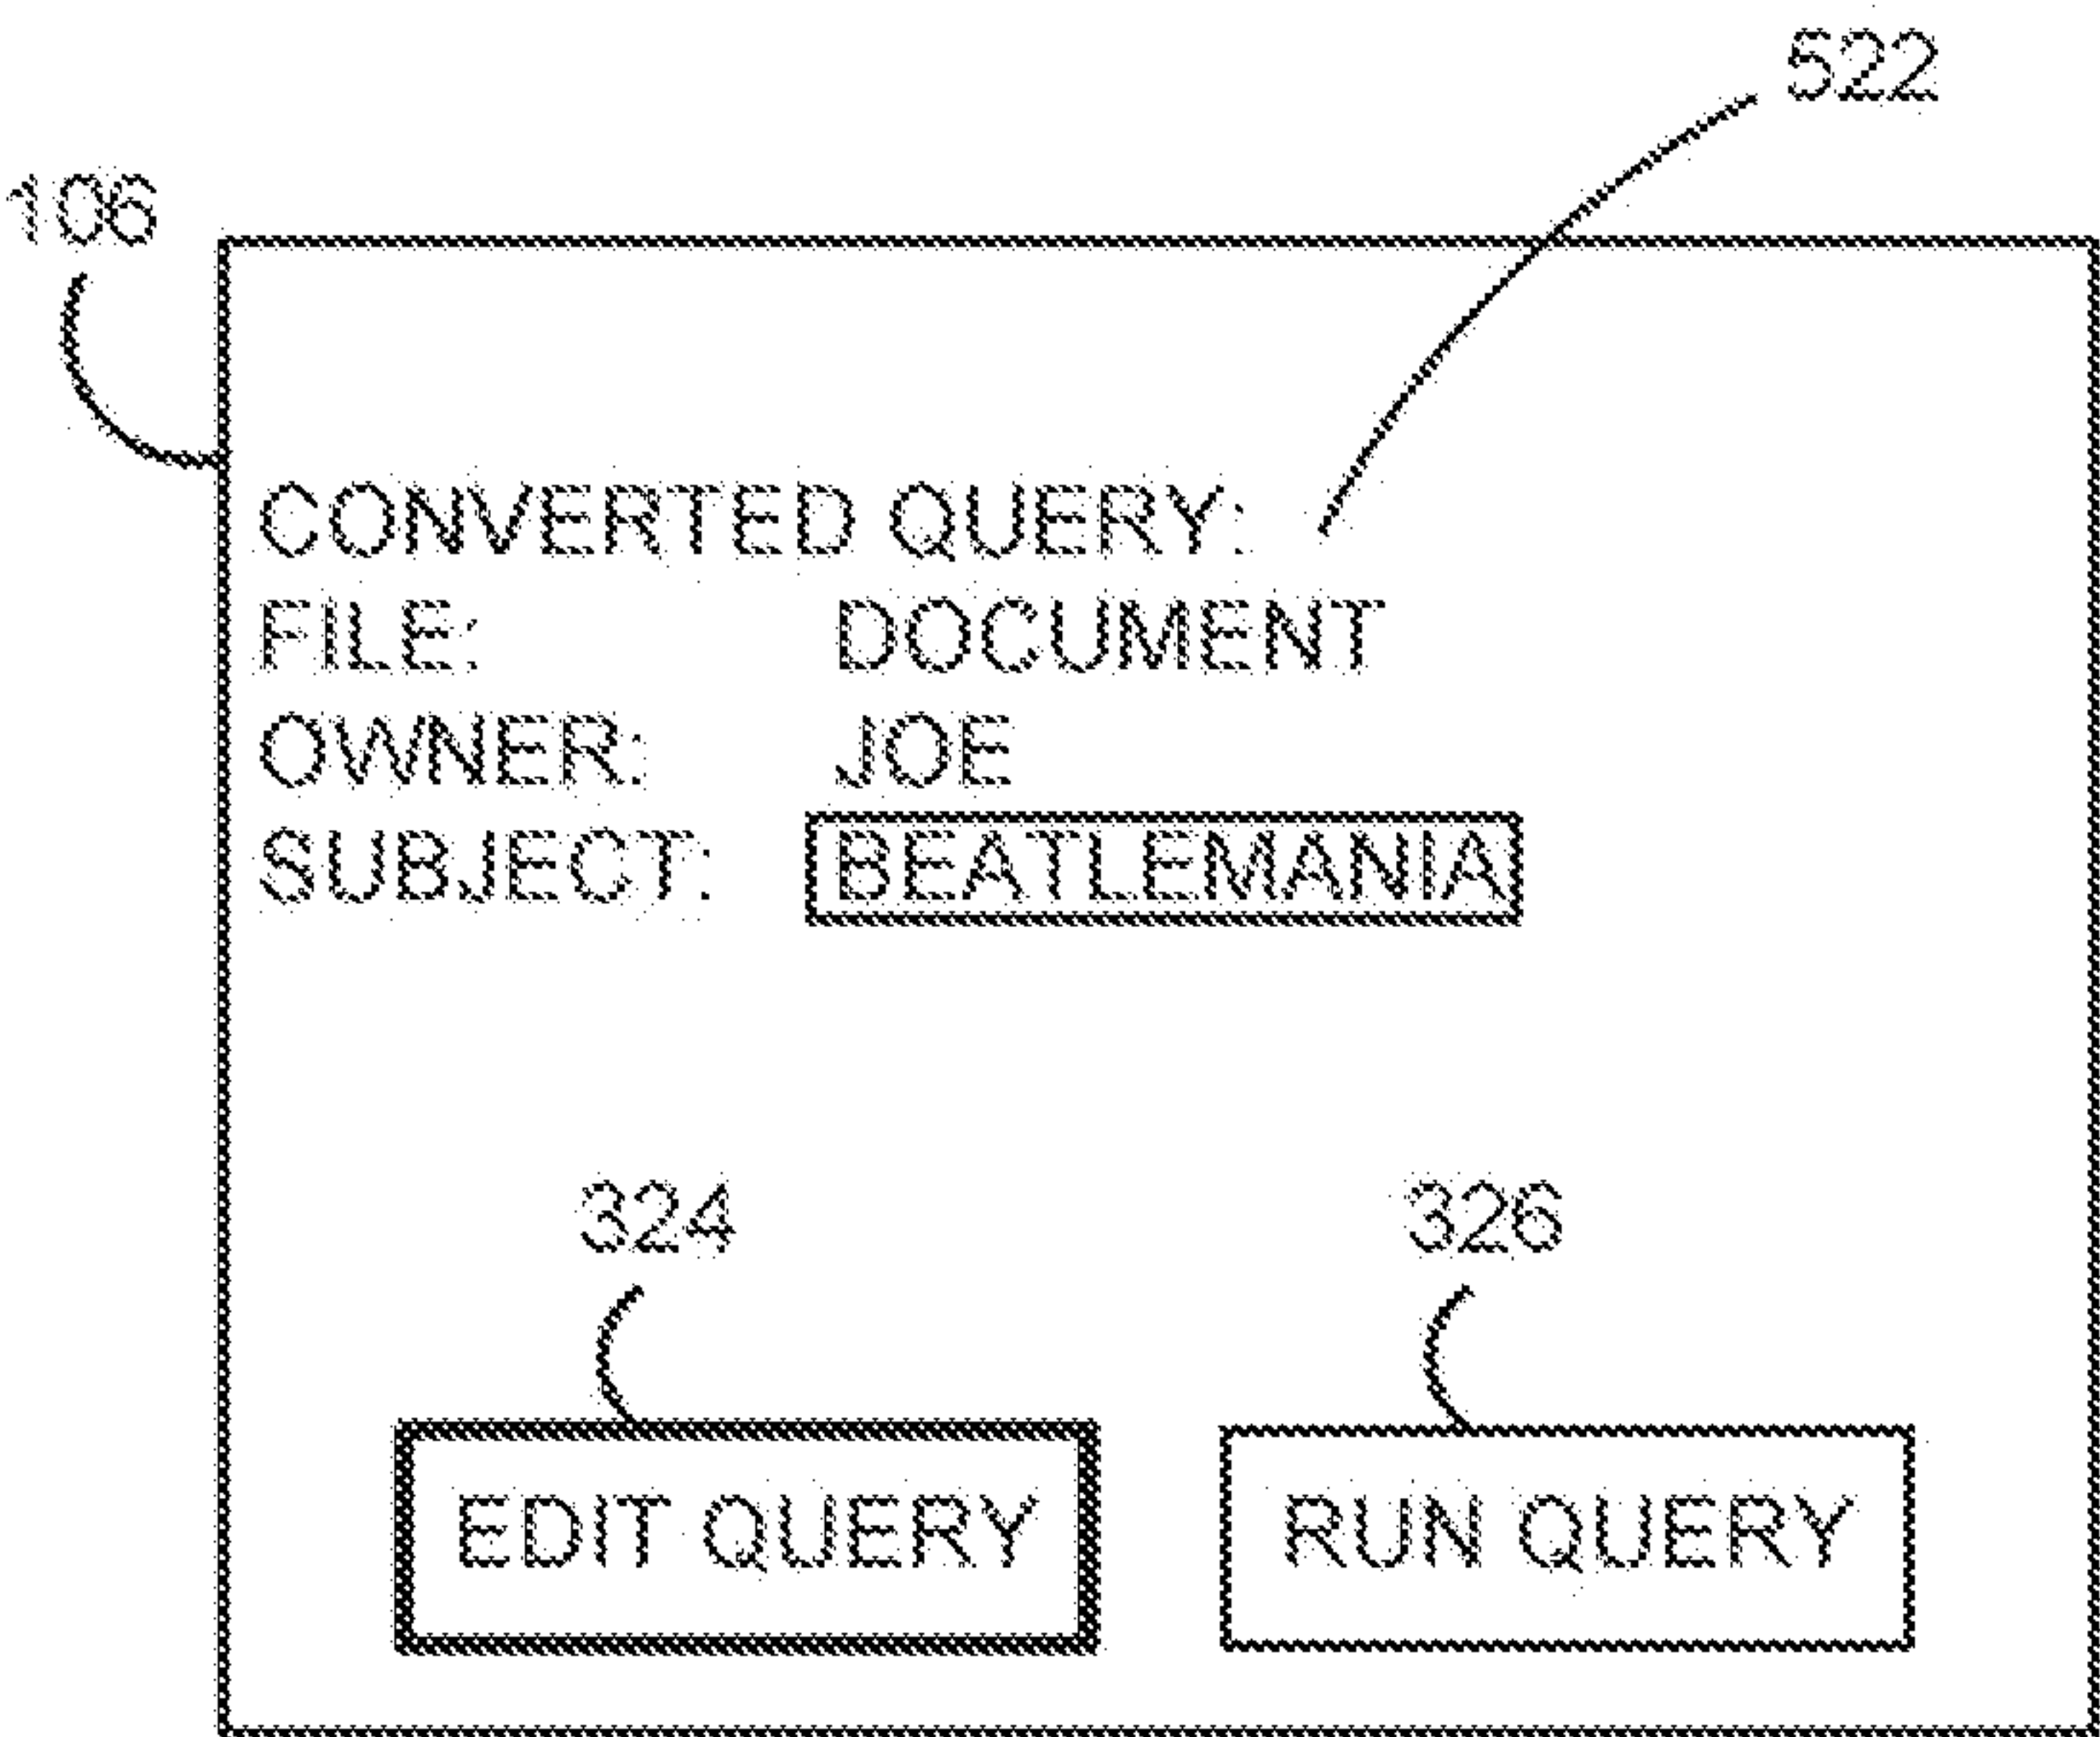 522
106
CONVERTED QUERY:
FILE: DOCUMENT
OWNER: JOE
SUBJECT: BEATLEMANIA
324 326
EDIT QUERY RUN QUERY